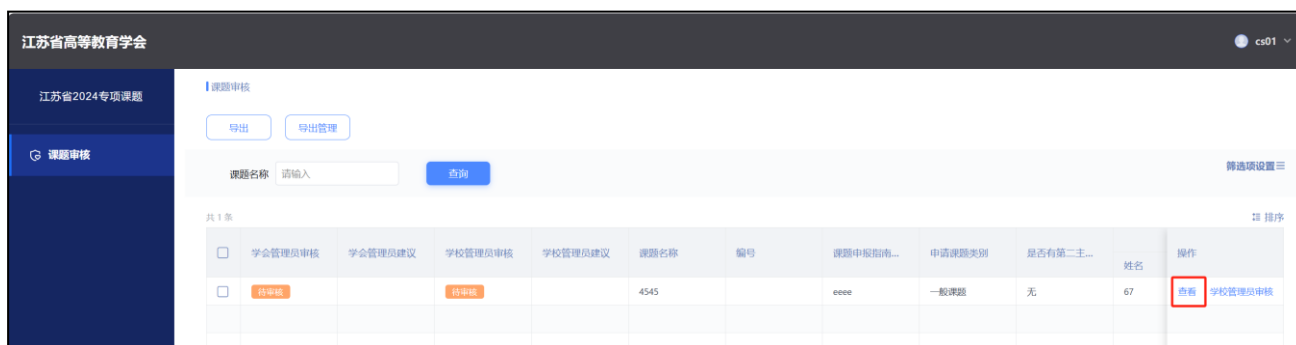 江苏省高等教育学会
cs01
江苏省2024专项课题
课题审核
课题审核
导出 导出管理
课题名称 请输入 查询 筛选项设置
共 1 条 排序
学会管理员审核 学会管理员建议 学校管理员审核 学校管理员建议 课题名称 编号 课题申报指南... 申请课题类别 是否有第二主... 姓名 操作
待审核 待审核 4545 eeee 一般课题 无 67 查看 学校管理员审核